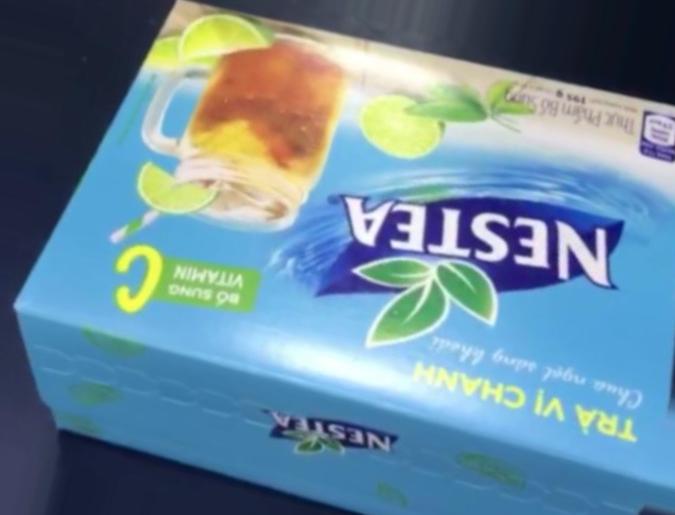 Thực Phẩm Bổ Sung
195 g
NESTEA
Chua ngọt sảng khoái
TRÀ VỊ CHANH
BỔ SUNG
VITAMIN
C
NESTEA